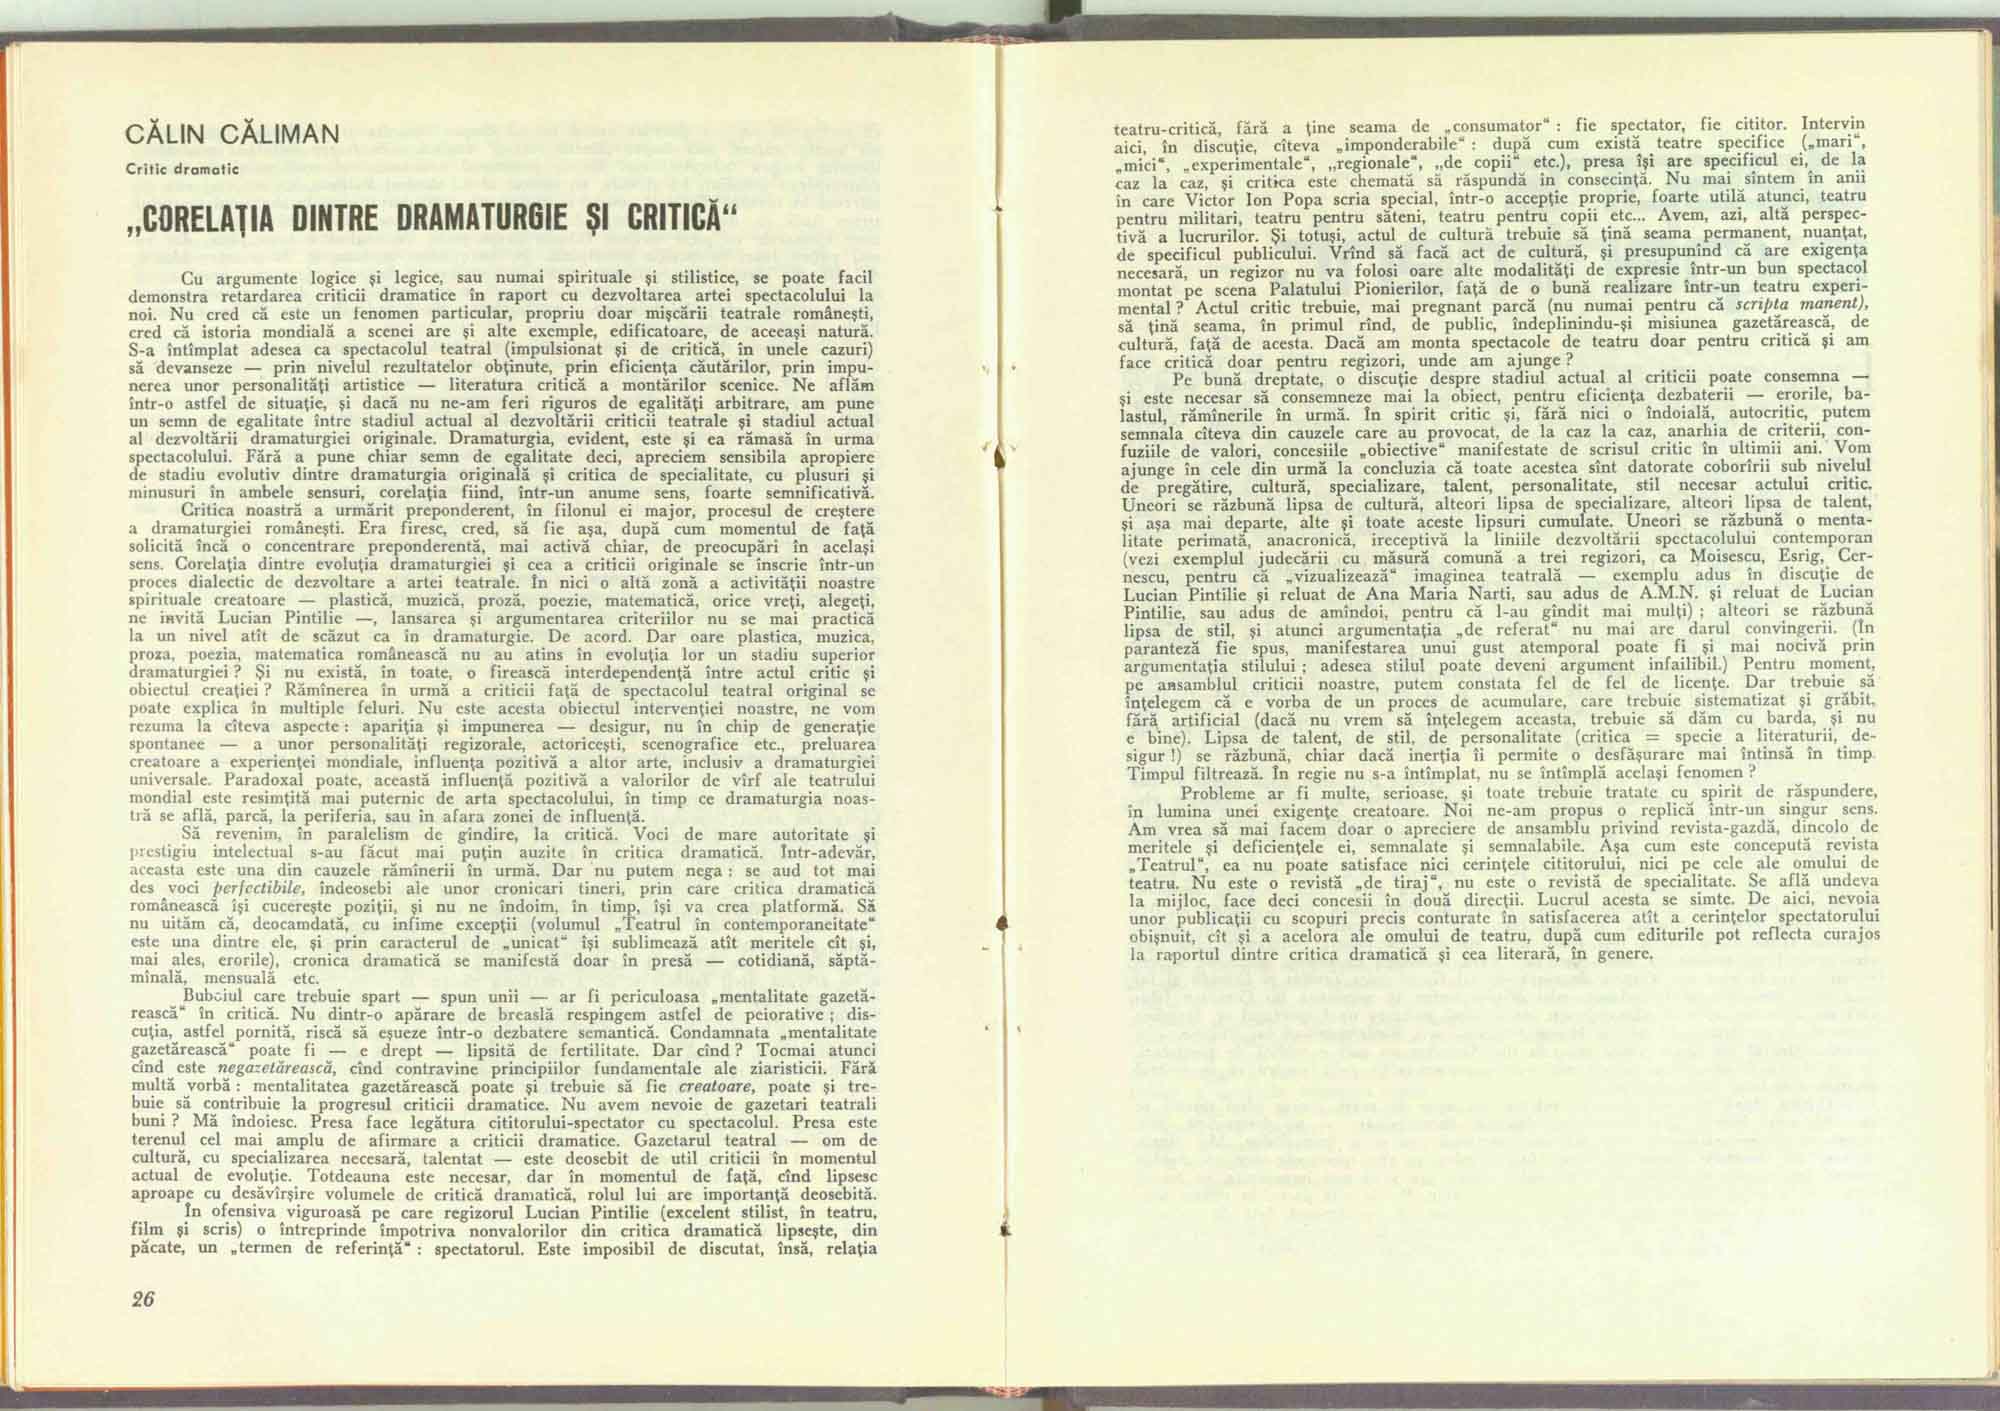 CĂLIN CĂLIMAN
Critic dramatic
„CORELAȚIA DINTRE DRAMATURGIE ȘI CRITICĂ“
Cu argumente logice și legice, sau numai spirituale și stilistice, se poate facil
demonstra retardarea criticii dramatice în raport cu dezvoltarea artei spectacolului la
noi. Nu cred că este un fenomen particular, propriu doar mișcării teatrale românești,
cred că istoria mondială a scenei are și alte exemple, edificatoare, de aceeași natură.
S-a întîmplat adesea ca spectacolul teatral (impulsionat și de critică, în unele cazuri)
să devanseze — prin nivelul rezultatelor obținute, prin eficiența căutărilor, prin impu-
nerea unor personalități artistice — literatura critică a montărilor scenice. Ne aflăm
într-o astfel de situație, și dacă nu ne-am feri riguros de egalități arbitrare, am pune
un semn de egalitate între stadiul actual al dezvoltării criticii teatrale și stadiul actual
al dezvoltării dramaturgiei originale. Dramaturgia, evident, este și ea rămasă în urma
spectacolului. Fără a pune chiar semn de egalitate deci, apreciem sensibila apropiere
de stadiu evolutiv dintre dramaturgia originală și critica de specialitate, cu plusuri și
minusuri în ambele sensuri, corelația fiind, într-un anume sens, foarte semnificativă.
Critica noastră a urmărit preponderent, în filonul ei major, procesul de creștere
a dramaturgiei românești. Era firesc, cred, să fie așa, după cum momentul de față
solicită încă o concentrare preponderentă, mai activă chiar, de preocupări în același
sens. Corelația dintre evoluția dramaturgiei și cea a criticii originale se înscrie într-un
proces dialectic de dezvoltare a artei teatrale. În nici o altă zonă a activității noastre
spirituale creatoare — plastică, muzică, proză, poezie, matematică, orice vreți, alegeți,
ne invită Lucian Pintilie —, lansarea și argumentarea criteriilor nu se mai practică
la un nivel atît de scăzut ca în dramaturgie. De acord. Dar oare plastica, muzica,
proza, poezia, matematica românească nu au atins în evoluția lor un stadiu superior
dramaturgiei ? Și nu există, în toate, o firească interdependență între actul critic și
obiectul creației ? Rămînerea în urmă a criticii față de spectacolul teatral original se
poate explica în multiple feluri. Nu este acesta obiectul intervenției noastre, ne vom
rezuma la cîteva aspecte : apariția și impunerea — desigur, nu în chip de generație
spontanee — a unor personalități regizorale, actoricești, scenografice etc., preluarea
creatoare a experienței mondiale, influența pozitivă a altor arte, inclusiv a dramaturgiei
universale. Paradoxal poate, această influență pozitivă a valorilor de vîrf ale teatrului
mondial este resimțită mai puternic de arta spectacolului, în timp ce dramaturgia noas-
tră se află, parcă, la periferia, sau în afara zonei de influență.
Să revenim, în paralelism de gîndire, la critică. Voci de mare autoritate și
prestigiu intelectual s-au făcut mai puțin auzite în critica dramatică. Într-adevăr,
aceasta este una din cauzele rămînerii în urmă. Dar nu putem nega : se aud tot mai
des voci perfectibile, îndeosebi ale unor cronicari tineri, prin care critica dramatică
românească își cucerește poziții, și nu ne îndoim, în timp, își va crea platformă. Să
nu uităm că, deocamdată, cu infime excepții (volumul „Teatrul în contemporaneitate“
este una dintre ele, și prin caracterul de „unicat“ își sublimează atît meritele cît și,
mai ales, erorile), cronica dramatică se manifestă doar în presă — cotidiană, săptă-
mînală, mensuală etc.
Buboiul care trebuie spart — spun unii — ar fi periculoasa „mentalitate gazetă-
rească“ în critică. Nu dintr-o apărare de breaslă respingem astfel de peiorative ; dis-
cuția, astfel pornită, riscă să eșueze într-o dezbatere semantică. Condamnata „mentalitate
gazetărească“ poate fi — e drept — lipsită de fertilitate. Dar cînd ? Tocmai atunci
cînd este negazetărească, cînd contravine principiilor fundamentale ale ziaristicii. Fără
multă vorbă : mentalitatea gazetărească poate și trebuie să fie creatoare, poate și tre-
buie să contribuie la progresul criticii dramatice. Nu avem nevoie de gazetari teatrali
buni ? Mă îndoiesc. Presa face legătura cititorului-spectator cu spectacolul. Presa este
terenul cel mai amplu de afirmare a criticii dramatice. Gazetarul teatral — om de
cultură, cu specializarea necesară, talentat — este deosebit de util criticii în momentul
actual de evoluție. Totdeauna este necesar, dar în momentul de față, cînd lipsesc
aproape cu desăvîrșire volumele de critică dramatică, rolul lui are importanță deosebită.
În ofensiva viguroasă pe care regizorul Lucian Pintilie (excelent stilist, în teatru,
film și scris) o întreprinde împotriva nonvalorilor din critica dramatică lipsește, din
păcate, un „termen de referință“ : spectatorul. Este imposibil de discutat, însă, relația
26
teatru-critică, fără a ține seama de „consumator“ : fie spectator, fie cititor. Intervin
aici, în discuție, cîteva „imponderabile“ : după cum există teatre specifice („mari“,
„mici“, „experimentale“, „regionale“, „de copii“ etc.), presa își are specificul ei, de la
caz la caz, și critica este chemată să răspundă în consecință. Nu mai sîntem în anii
în care Victor Ion Popa scria special, într-o accepție proprie, foarte utilă atunci, teatru
pentru militari, teatru pentru săteni, teatru pentru copii etc... Avem, azi, altă perspec-
tivă a lucrurilor. Și totuși, actul de cultură trebuie să țină seama permanent, nuanțat,
de specificul publicului. Vrînd să facă act de cultură, și presupunînd că are exigența
necesară, un regizor nu va folosi oare alte modalități de expresie într-un bun spectacol
montat pe scena Palatului Pionierilor, față de o bună realizare într-un teatru experi-
mental ? Actul critic trebuie, mai pregnant parcă (nu numai pentru că scripta manent),
să țină seama, în primul rînd, de public, îndeplinindu-și misiunea gazetărească, de
cultură, față de acesta. Dacă am monta spectacole de teatru doar pentru critică și am
face critică doar pentru regizori, unde am ajunge ?
Pe bună dreptate, o discuție despre stadiul actual al criticii poate consemna —
și este necesar să consemneze mai la obiect, pentru eficiența dezbaterii — erorile, ba-
lastul, rămînerile în urmă. În spirit critic și, fără nici o îndoială, autocritic, putem
semnala cîteva din cauzele care au provocat, de la caz la caz, anarhia de criterii, con-
fuziile de valori, concesiile „obiective“ manifestate de scrisul critic în ultimii ani. Vom
ajunge în cele din urmă la concluzia că toate acestea sînt datorate coborîrii sub nivelul
de pregătire, cultură, specializare, talent, personalitate, stil necesar actului critic.
Uneori se răzbună lipsa de cultură, alteori lipsa de specializare, alteori lipsa de talent,
și așa mai departe, alte și toate aceste lipsuri cumulate. Uneori se răzbună o menta-
litate perimată, anacronică, ireceptivă la liniile dezvoltării spectacolului contemporan
(vezi exemplul judecării cu măsură comună a trei regizori, ca Moisescu, Esrig, Cer-
nescu, pentru că „vizualizează“ imaginea teatrală — exemplu adus în discuție de
Lucian Pintilie și reluat de Ana Maria Narti, sau adus de A.M.N. și reluat de Lucian
Pintilie, sau adus de amîndoi, pentru că l-au gîndit mai mulți) ; alteori se răzbună
lipsa de stil, și atunci argumentația „de referat“ nu mai are darul convingerii. (În
paranteză fie spus, manifestarea unui gust atemporal poate fi și mai nocivă prin
argumentația stilului ; adesea stilul poate deveni argument infailibil.) Pentru moment,
pe ansamblul criticii noastre, putem constata fel de fel de licențe. Dar trebuie să
înțelegem că e vorba de un proces de acumulare, care trebuie sistematizat și grăbit,
fără artificial (dacă nu vrem să înțelegem aceasta, trebuie să dăm cu barda, și nu
e bine). Lipsa de talent, de stil, de personalitate (critica = specie a literaturii, de-
sigur !) se răzbună, chiar dacă inerția îi permite o desfășurare mai întinsă în timp.
Timpul filtrează. În regie nu s-a întîmplat, nu se întîmplă același fenomen ?
Probleme ar fi multe, serioase, și toate trebuie tratate cu spirit de răspundere,
în lumina unei exigențe creatoare. Noi ne-am propus o replică într-un singur sens.
Am vrea să mai facem doar o apreciere de ansamblu privind revista-gazdă, dincolo de
meritele și deficiențele ei, semnalate și semnalabile. Așa cum este concepută revista
„Teatrul“, ea nu poate satisface nici cerințele cititorului, nici pe cele ale omului de
teatru. Nu este o revistă „de tiraj“, nu este o revistă de specialitate. Se află undeva
la mijloc, face deci concesii în două direcții. Lucrul acesta se simte. De aici, nevoia
unor publicații cu scopuri precis conturate în satisfacerea atît a cerințelor spectatorului
obișnuit, cît și a acelora ale omului de teatru, după cum editurile pot reflecta curajos
la raportul dintre critica dramatică și cea literară, în genere.